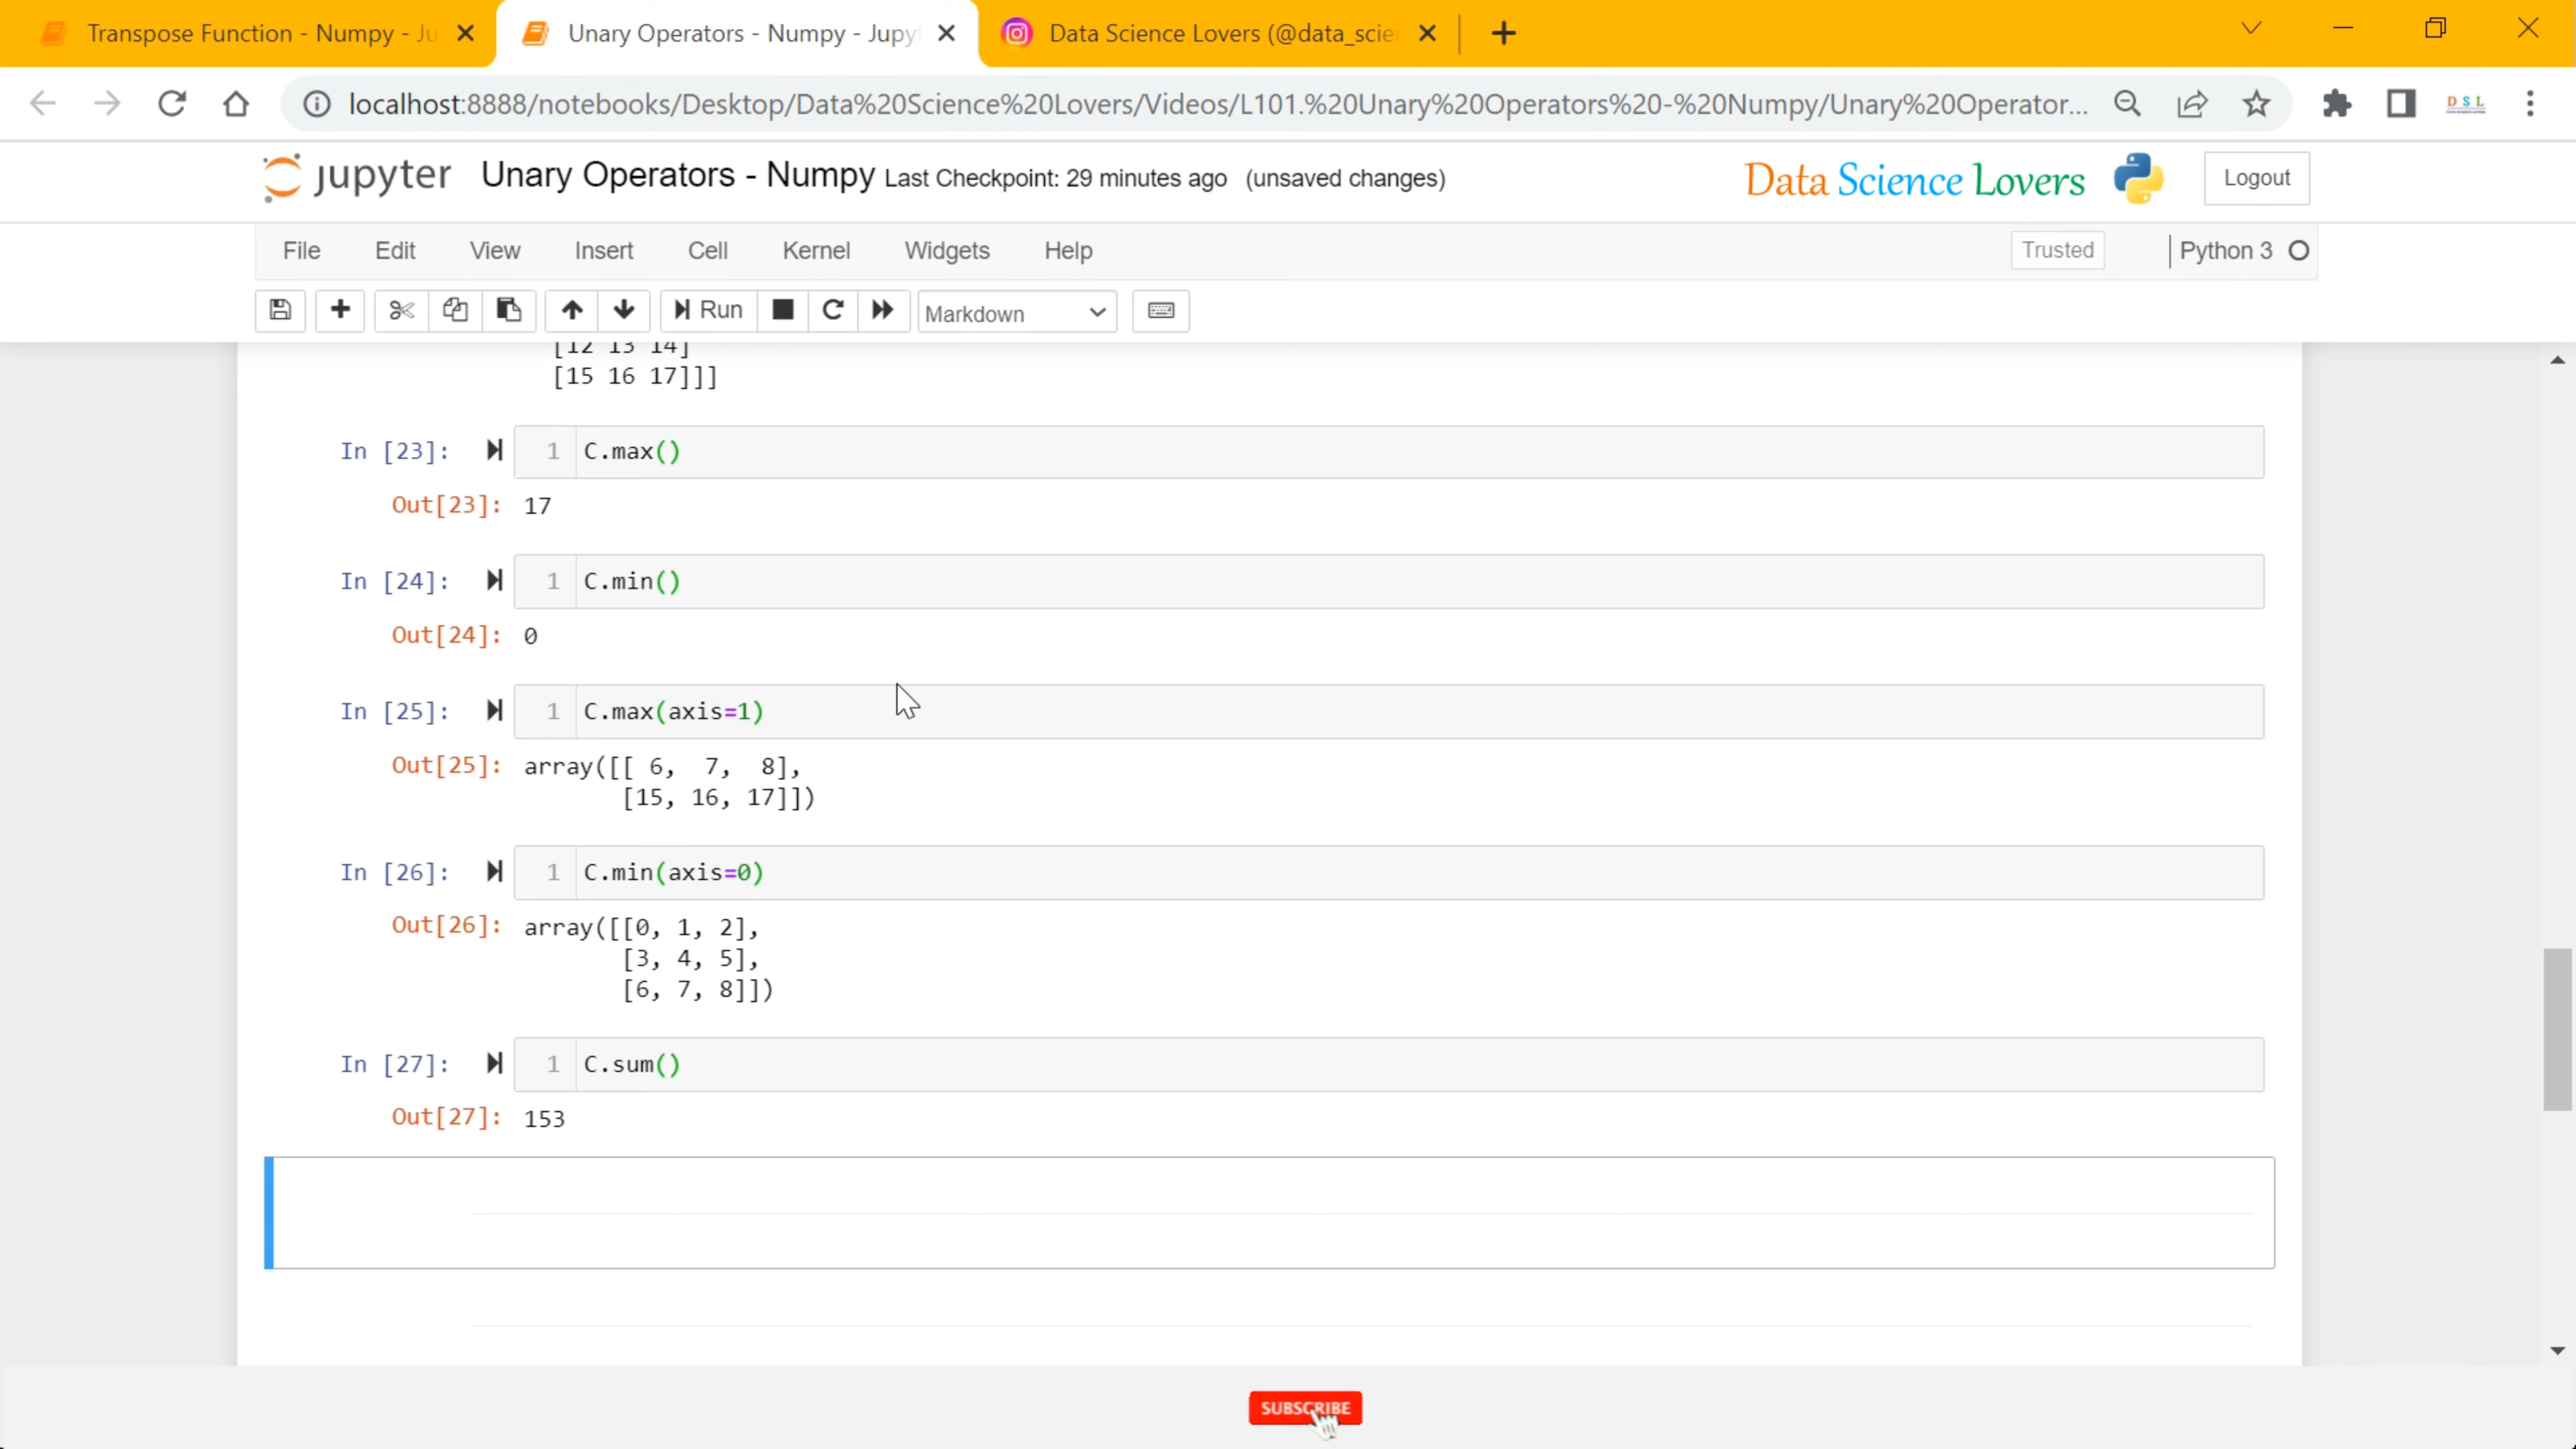 Transpose Function - Numpy - Ju
Unary Operators - Numpy - Jupy
Data Science Lovers (@data_scie
localhost:8888/notebooks/Desktop/Data%20Science%20Lovers/Videos/L101.%20Unary%20Operators%20-%20Numpy/Unary%20Operator...
D S L
jupyter
Unary Operators - Numpy Last Checkpoint: 29 minutes ago (unsaved changes)
Data Science Lovers
Logout
File Edit View Insert Cell Kernel Widgets Help
Trusted
Python 3
Run
Markdown
[12 13 14]
[15 16 17]]]
In [23]: 1 C.max()
Out[23]: 17
In [24]: 1 C.min()
Out[24]: 0
In [25]: 1 C.max(axis=1)
Out[25]: array([[ 6, 7, 8],
[15, 16, 17]])
In [26]: 1 C.min(axis=0)
Out[26]: array([[0, 1, 2],
[3, 4, 5],
[6, 7, 8]])
In [27]: 1 C.sum()
Out[27]: 153
SUBSCRIBE